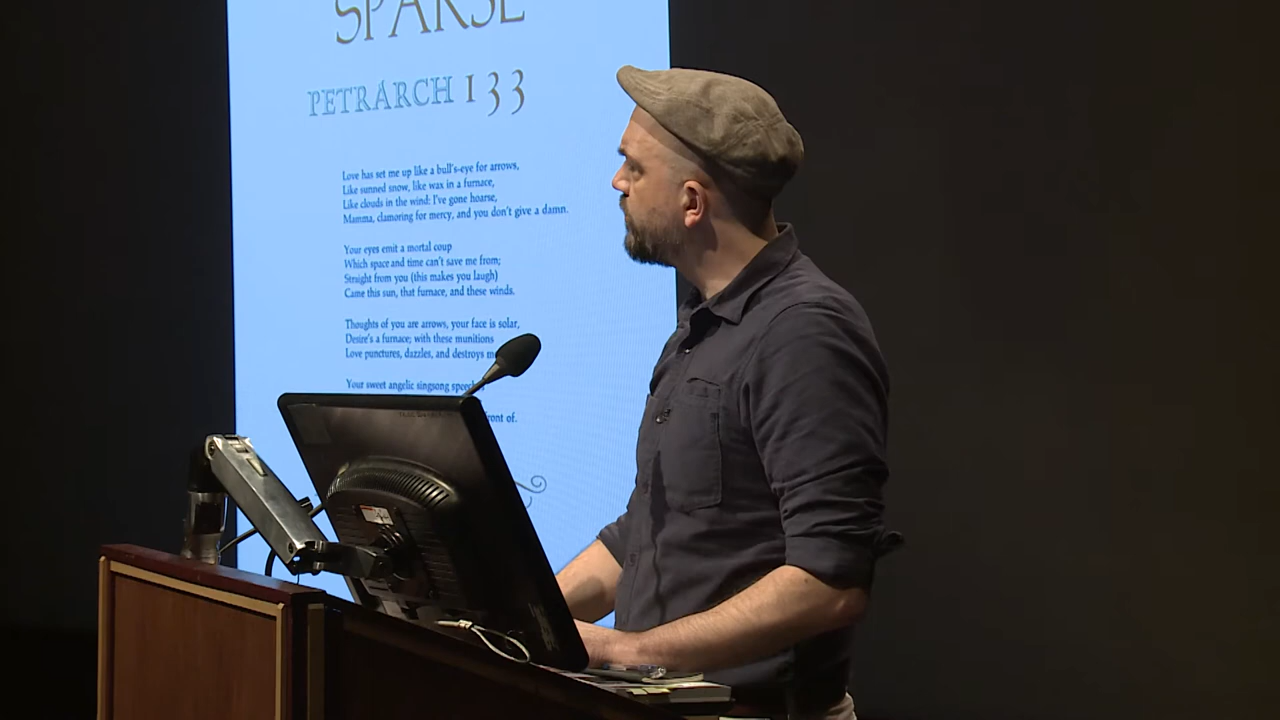 SPARSE
PETRARCH 133
Love has set me up like a bull's-eye for arrows,
Like sunned snow, like wax in a furnace,
Like clouds in the wind: I've gone hoarse,
Mamma, clamoring for mercy, and you don't give a damn.
Your eyes emit a mortal coup
Which space and time can't save me from;
Straight from you (this makes you laugh)
Came this sun, that furnace, and these winds.
Thoughts of you are arrows, your face is solar,
Desire's a furnace; with these munitions
Love punctures, dazzles, and destroys me
Your sweet angelic singsong speech,
front of.